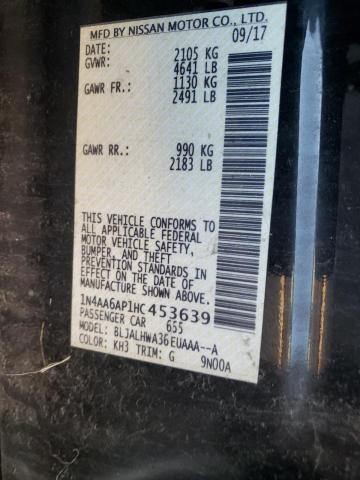 MFD BY NISSAN MOTOR CO., LTD.
DATE: 09/17
GVWR: 2105 KG
4641 LB
GAWR FR.: 1130 KG
2491 LB
GAWR RR.: 990 KG
2183 LB
THIS VEHICLE CONFORMS TO
ALL APPLICABLE FEDERAL
MOTOR VEHICLE SAFETY,
BUMPER, AND THEFT
PREVENTION STANDARDS IN
EFFECT ON THE DATE OF
MANUFACTURE SHOWN ABOVE.
1N4AA6AP1HC453639
PASSENGER CAR 655
MODEL: BLJALHWA36EUAAA--A
COLOR: KH3 TRIM: G 9N00A